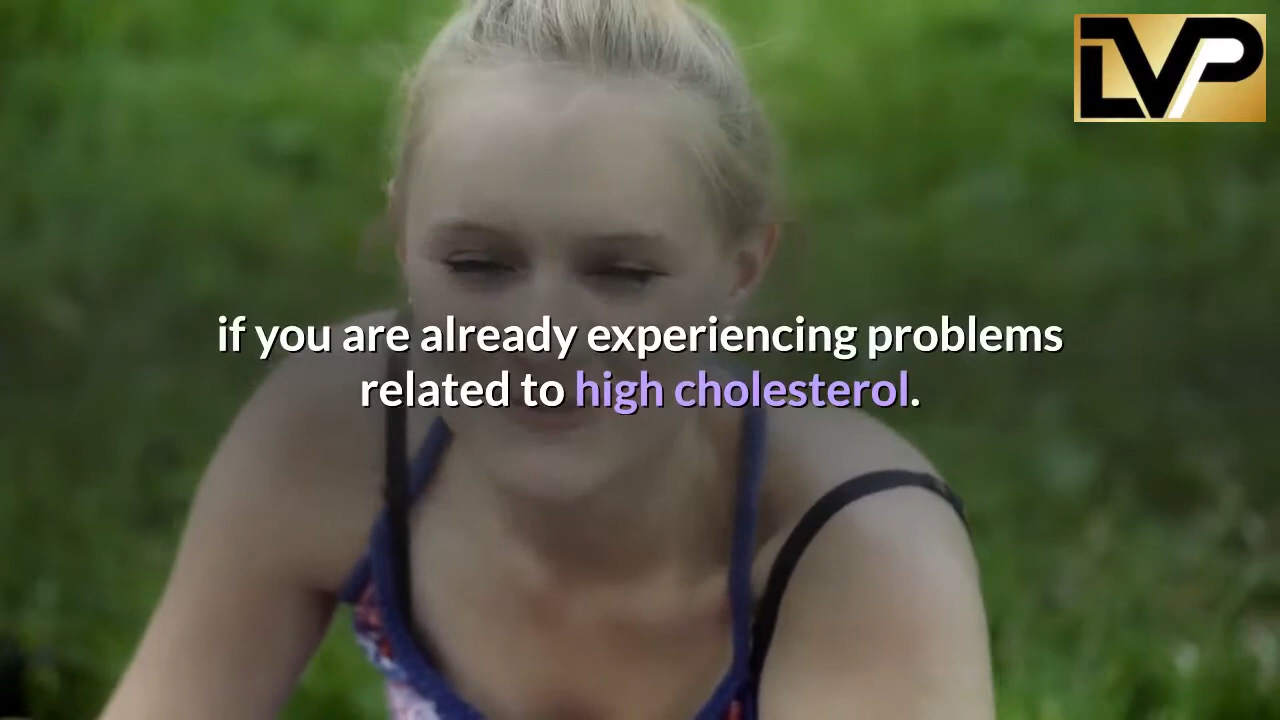 LVP
if you are already experiencing problems
related to high cholesterol.